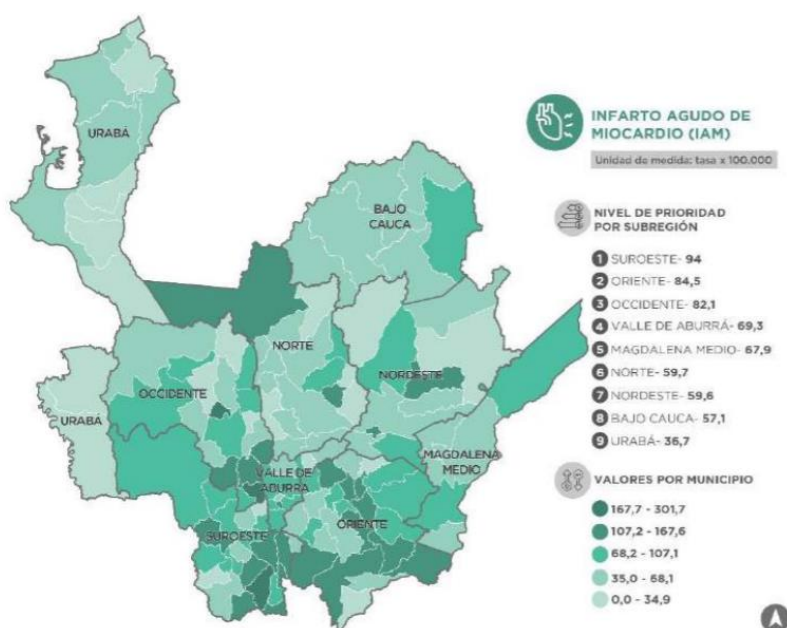 URABÁ
BAJO
CAUCA
NORTE
NORDESTE
OCCIDENTE
URABÁ
MAGDALENA
MEDIO
VALLE DE
ABURRA
ORIENTE
SUROESTE
INFARTO AGUDO DE
MIOCARDIO (IAM)
Unidad de medida: tasa x 100.000
NIVEL DE PRIORIDAD
POR SUBREGIÓN
1 SUROESTE- 94
2 ORIENTE- 84,5
3 OCCIDENTE- 82,1
4 VALLE DE ABURRÁ- 69,3
5 MAGDALENA MEDIO- 67,9
6 NORTE- 59,7
7 NORDESTE- 59,6
8 BAJO CAUCA- 57,1
9 URABÁ- 36,7
VALORES POR MUNICIPIO
167,7 - 301,7
107,2 - 167,6
68,2 - 107,1
35,0 - 68,1
0,0 - 34,9